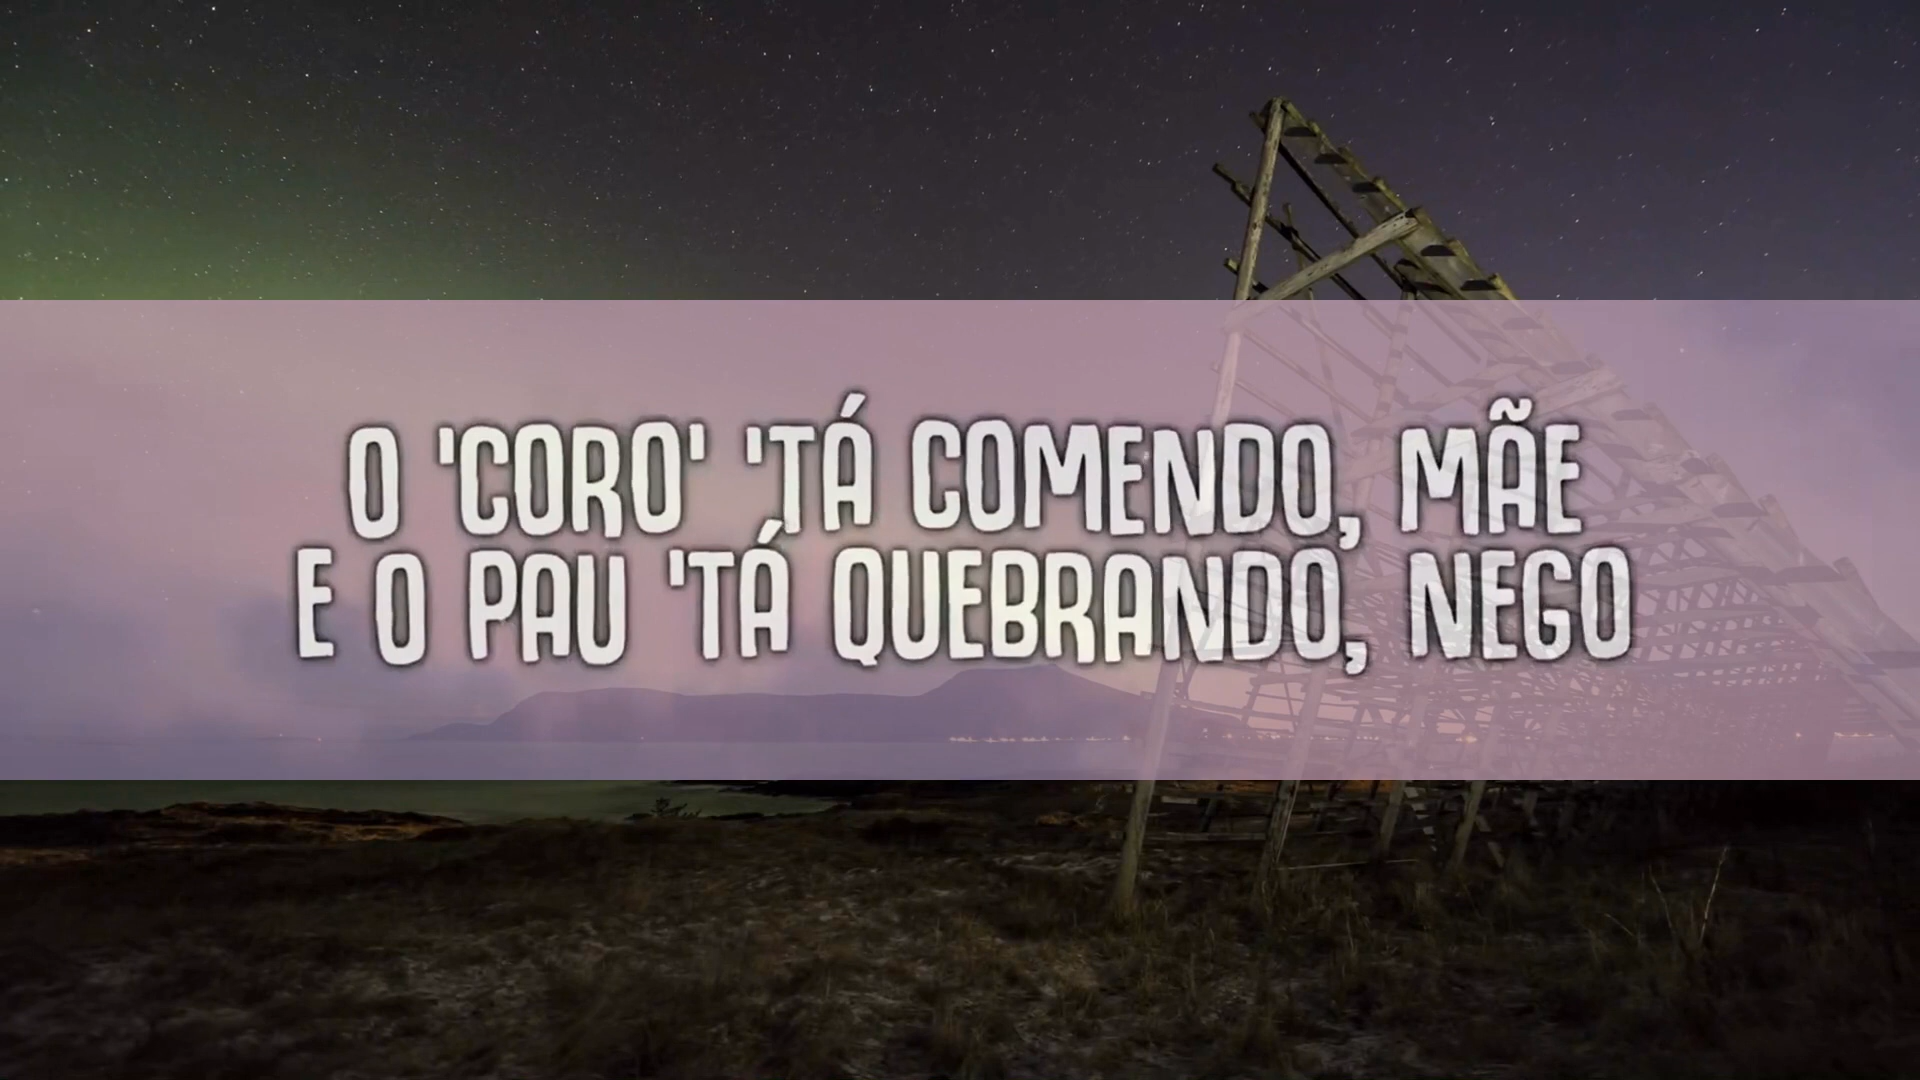 O 'CORO' 'TÁ COMENDO, MÃE
E O PAU 'TÁ QUEBRANDO, NEGO